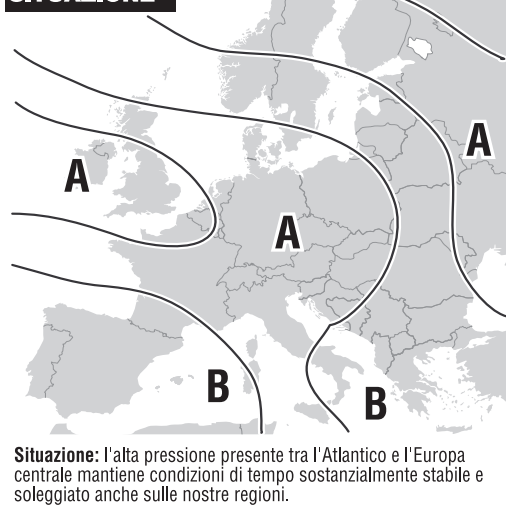 SITUAZIONE
A
A
A
B
B
Situazione: l'alta pressione presente tra l'Atlantico e l'Europa
centrale mantiene condizioni di tempo sostanzialmente stabile e
soleggiato anche sulle nostre regioni.